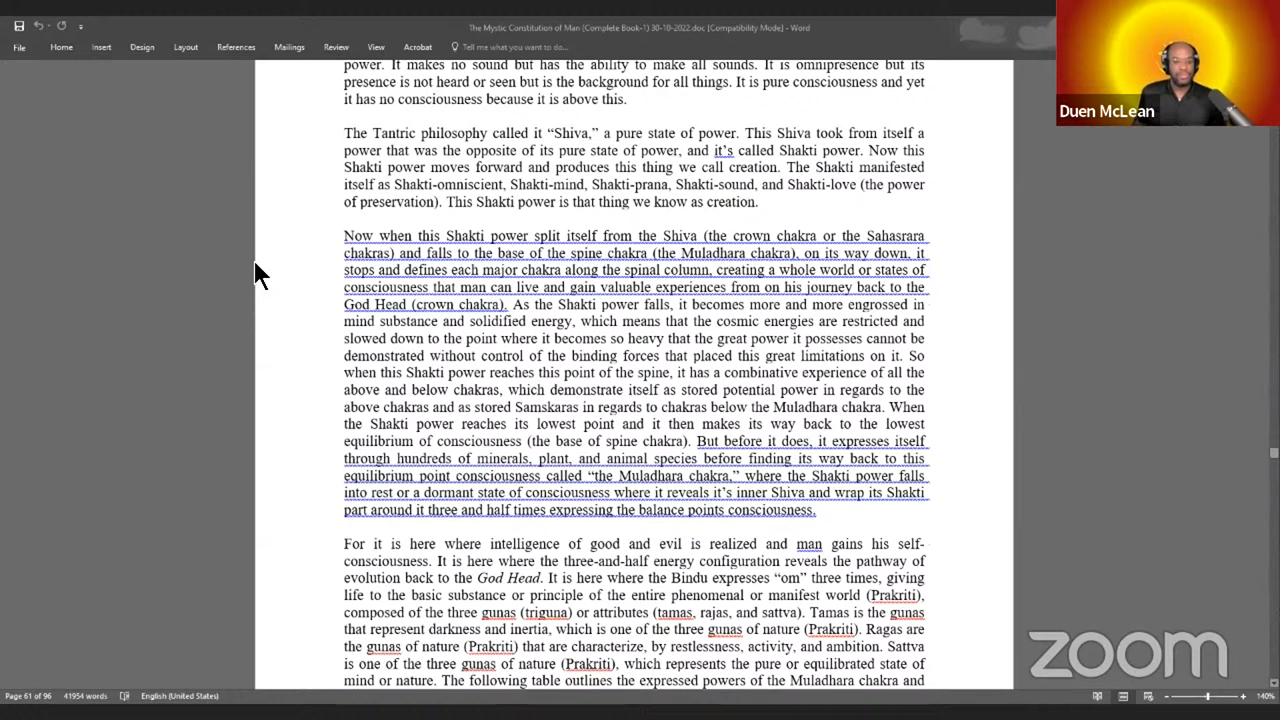 The Mystic Constitution of Man (Complete Book-1) 30-10-2022.doc [Compatibility Mode] - Word
File Home Insert Design Layout References Mailings Review View Acrobat Tell me what you want to do...
Duen McLean
power. It makes no sound but has the ability to make all sounds. It is omnipresence but its
presence is not heard or seen but is the background for all things. It is pure consciousness and yet
it has no consciousness because it is above this.
The Tantric philosophy called it “Shiva,” a pure state of power. This Shiva took from itself a
power that was the opposite of its pure state of power, and it’s called Shakti power. Now this
Shakti power moves forward and produces this thing we call creation. The Shakti manifested
itself as Shakti-omniscient, Shakti-mind, Shakti-prana, Shakti-sound, and Shakti-love (the power
of preservation). This Shakti power is that thing we know as creation.
Now when this Shakti power split itself from the Shiva (the crown chakra or the Sahasrara
chakras) and falls to the base of the spine chakra (the Muladhara chakra), on its way down, it
stops and defines each major chakra along the spinal column, creating a whole world or states of
consciousness that man can live and gain valuable experiences from on his journey back to the
God Head (crown chakra). As the Shakti power falls, it becomes more and more engrossed in
mind substance and solidified energy, which means that the cosmic energies are restricted and
slowed down to the point where it becomes so heavy that the great power it possesses cannot be
demonstrated without control of the binding forces that placed this great limitations on it. So
when this Shakti power reaches this point of the spine, it has a combinative experience of all the
above and below chakras, which demonstrate itself as stored potential power in regards to the
above chakras and as stored Samskaras in regards to chakras below the Muladhara chakra. When
the Shakti power reaches its lowest point and it then makes its way back to the lowest
equilibrium of consciousness (the base of spine chakra). But before it does, it expresses itself
through hundreds of minerals, plant, and animal species before finding its way back to this
equilibrium point consciousness called “the Muladhara chakra,” where the Shakti power falls
into rest or a dormant state of consciousness where it reveals it’s inner Shiva and wrap its Shakti
part around it three and half times expressing the balance points consciousness.
For it is here where intelligence of good and evil is realized and man gains his self-
consciousness. It is here where the three-and-half energy configuration reveals the pathway of
evolution back to the God Head. It is here where the Bindu expresses “om” three times, giving
life to the basic substance or principle of the entire phenomenal or manifest world (Prakriti),
composed of the three gunas (triguna) or attributes (tamas, rajas, and sattva). Tamas is the gunas
that represent darkness and inertia, which is one of the three gunas of nature (Prakriti). Ragas are
the gunas of nature (Prakriti) that are characterize, by restlessness, activity, and ambition. Sattva
is one of the three gunas of nature (Prakriti), which represents the pure or equilibrated state of
mind or nature. The following table outlines the expressed powers of the Muladhara chakra and
zoom
Page 61 of 96 41954 words English (United States) 140%